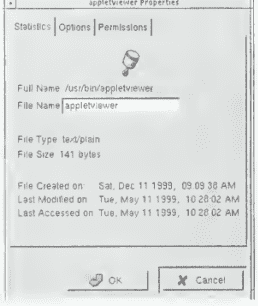 appletviewer Properties
Statistics Options Permissions
Full Name /usr/bin/appletviewer
File Name appletviewer
File Type text/plain
File Size 141 bytes
File Created on: Sat, Dec 11 1999, 09:09:38 AM
Last Modified on: Tue, May 11 1999, 10:28:02 AM
Last Accessed on: Tue, May 11 1999, 10:28:02 AM
OK Cancel